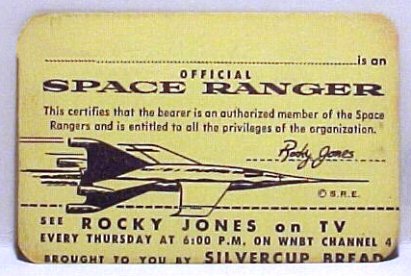 is an
OFFICIAL
SPACE RANGER
This certifies that the bearer is an authorized member of the Space
Rangers and is entitled to all the privileges of the organization.
Rocky Jones
© S.R.E.
SEE ROCKY JONES on TV
EVERY THURSDAY AT 6:00 P.M. ON WNBT CHANNEL 4
BROUGHT TO YOU BY SILVERCUP BREAD